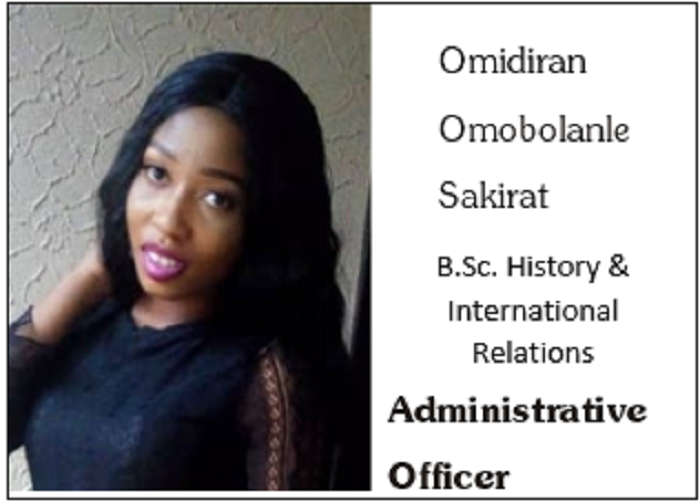 Omidiran
Omobolanle
Sakirat
B.Sc. History &
International
Relations
Administrative
Officer